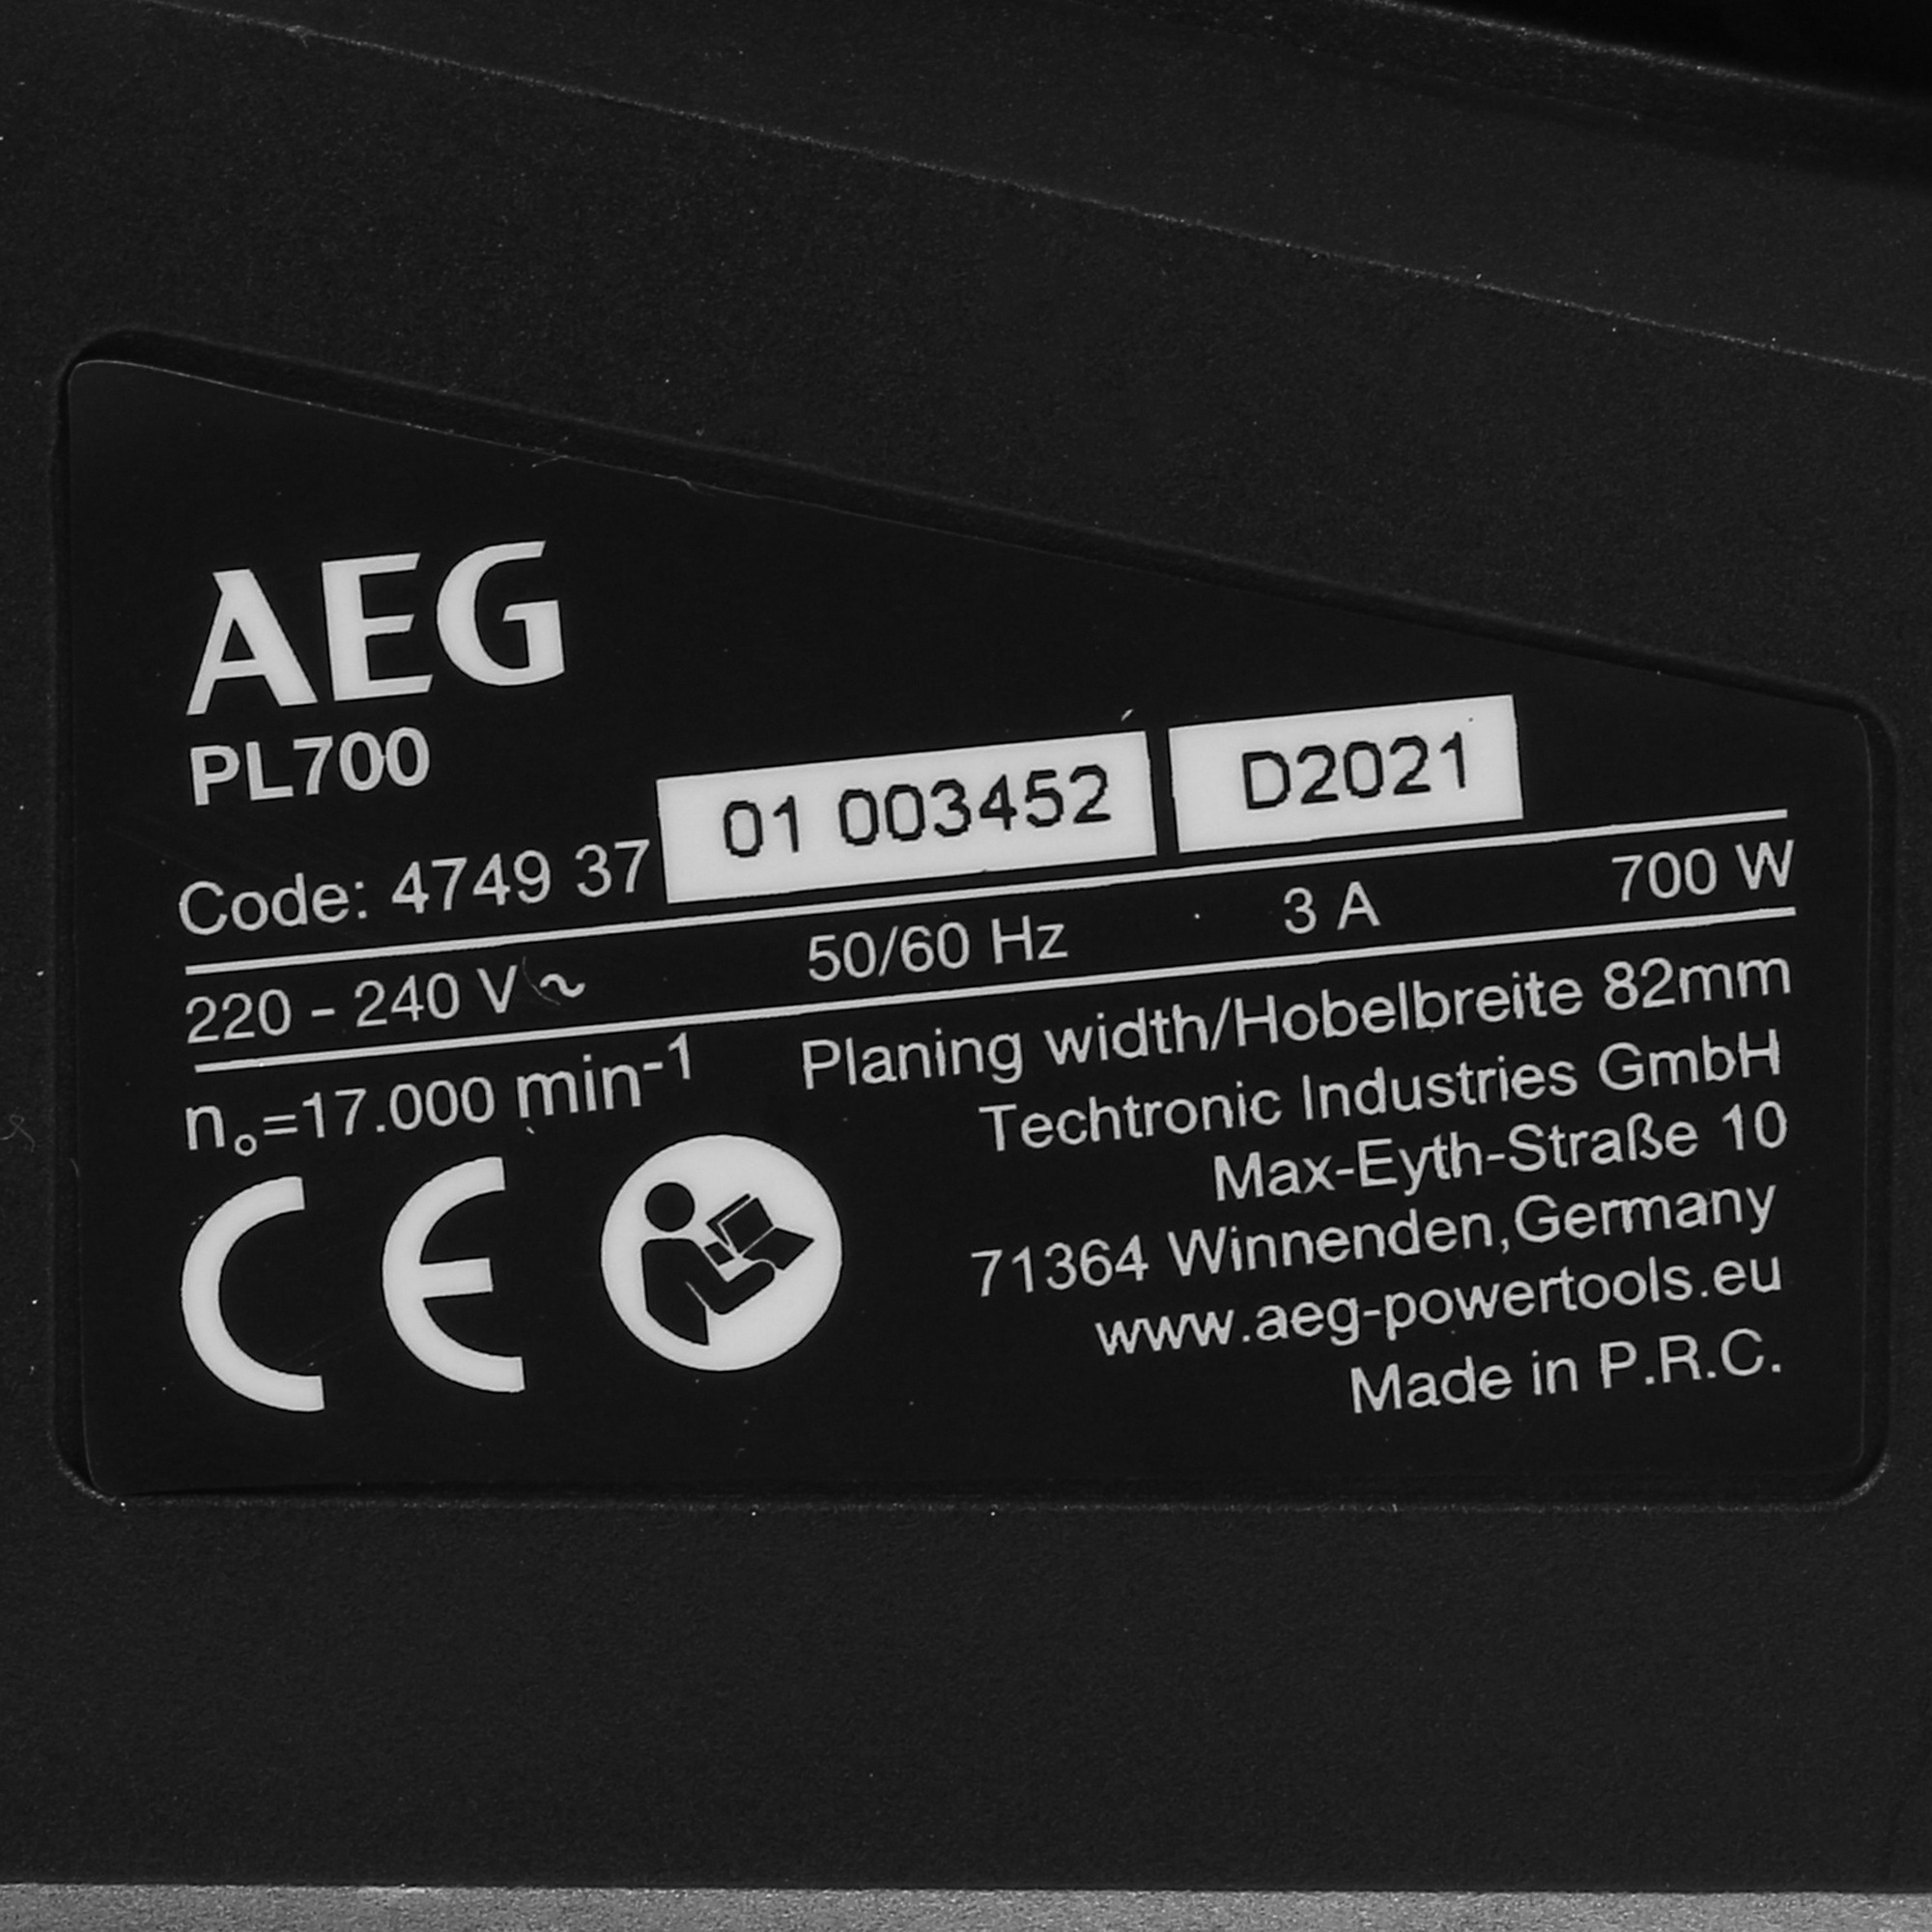 AEG
PL700
Code: 4749 37 01 003452 D2021
220 - 240 V ~ 50/60 Hz 3 A 700 W
n₀=17.000 min-1 Planing width/Hobelbreite 82mm
Techtronic Industries GmbH
Max-Eyth-Straße 10
71364 Winnenden,Germany
www.aeg-powertools.eu
Made in P.R.C.
CE